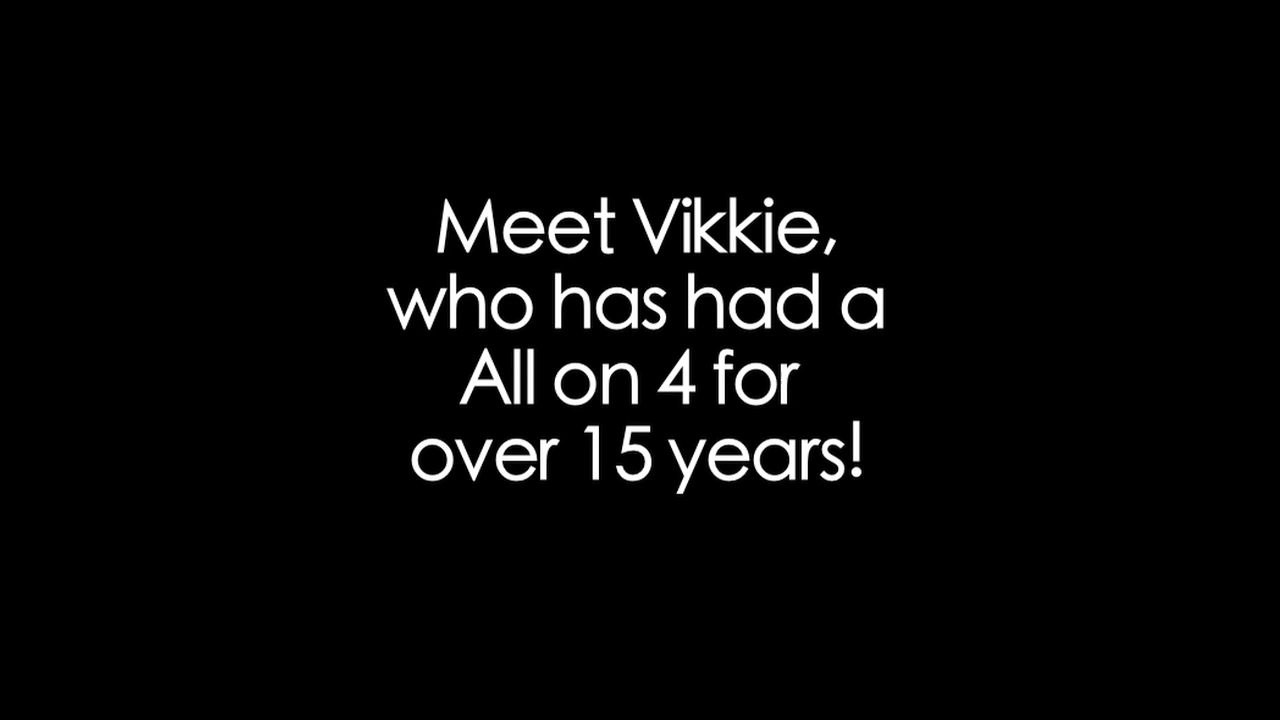 Meet Vikkie,
who has had a
All on 4 for
over 15 years!